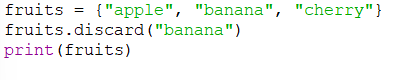 fruits = {"apple", "banana", "cherry"}
fruits.discard("banana")
print(fruits)